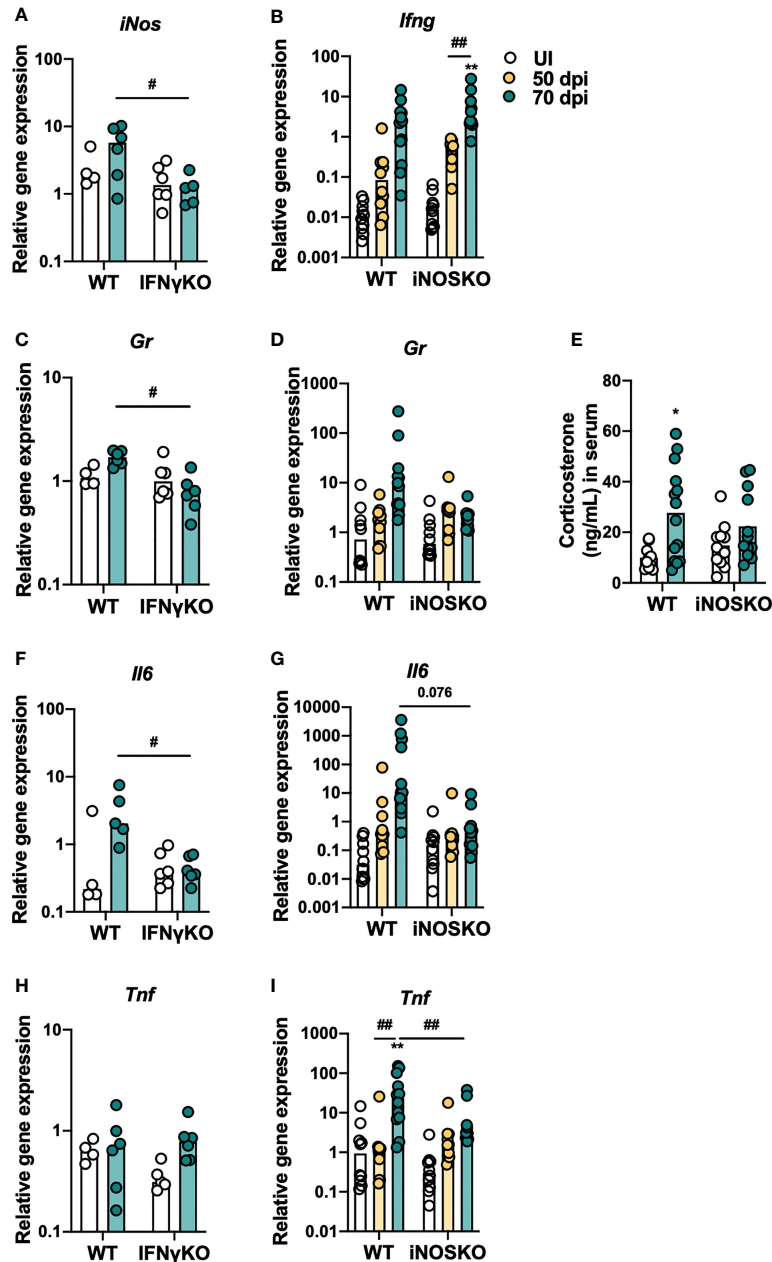 A
iNos
Relative gene expression
100
10
1
0.1
#
WT
IFNγKO
B
Ifng
Relative gene expression
100
10
1
0.1
0.01
0.001
##
**
WT
iNOSKO
UI
50 dpi
70 dpi
C
Gr
Relative gene expression
10
1
0.1
#
WT
IFNγKO
D
Gr
Relative gene expression
1000
100
10
1
0.1
WT
iNOSKO
E
Corticosterone
(ng/mL) in serum
80
60
40
20
0
*
WT
iNOSKO
F
Il6
Relative gene expression
100
10
1
0.1
#
WT
IFNγKO
G
Il6
Relative gene expression
10000
1000
100
10
1
0.1
0.01
0.001
0.076
WT
iNOSKO
H
Tnf
Relative gene expression
10
1
0.1
WT
IFNγKO
I
Tnf
Relative gene expression
1000
100
10
1
0.1
0.01
##
##
**
WT
iNOSKO